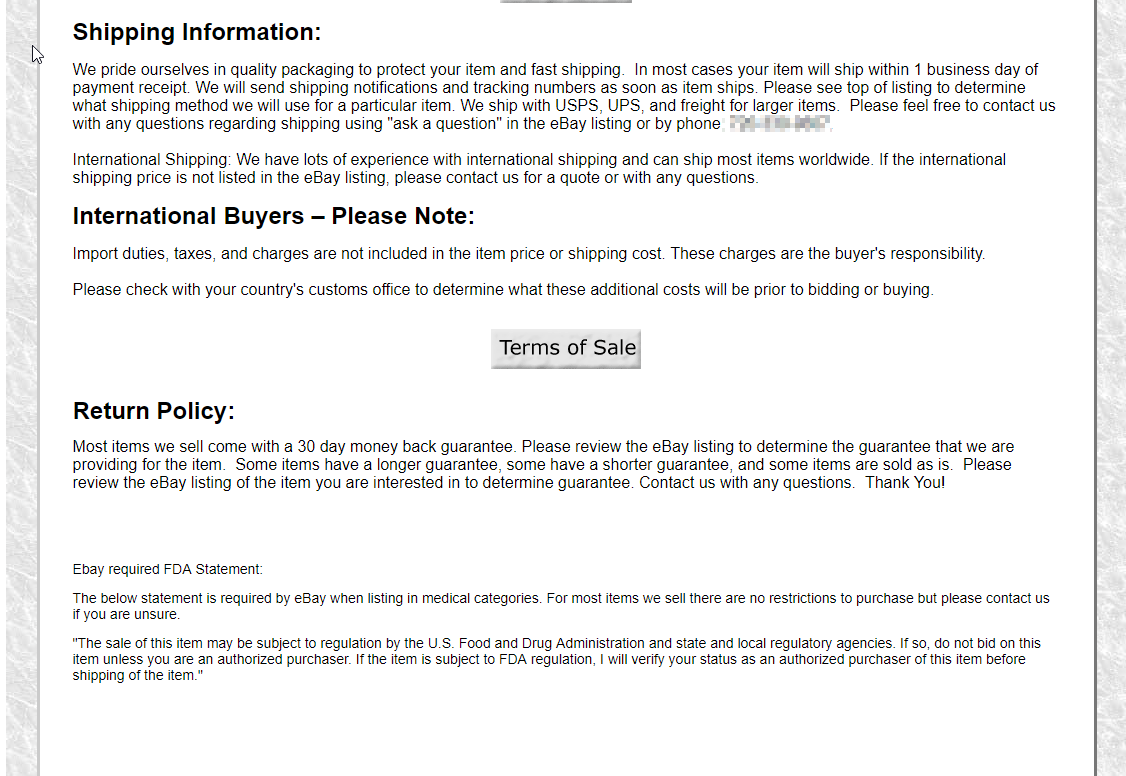 Shipping Information:
We pride ourselves in quality packaging to protect your item and fast shipping.  In most cases your item will ship within 1 business day of
payment receipt. We will send shipping notifications and tracking numbers as soon as item ships. Please see top of listing to determine
what shipping method we will use for a particular item. We ship with USPS, UPS, and freight for larger items.  Please feel free to contact us
with any questions regarding shipping using "ask a question" in the eBay listing or by phone:
International Shipping: We have lots of experience with international shipping and can ship most items worldwide. If the international
shipping price is not listed in the eBay listing, please contact us for a quote or with any questions.
International Buyers – Please Note:
Import duties, taxes, and charges are not included in the item price or shipping cost. These charges are the buyer's responsibility.
Please check with your country's customs office to determine what these additional costs will be prior to bidding or buying.
Terms of Sale
Return Policy:
Most items we sell come with a 30 day money back guarantee. Please review the eBay listing to determine the guarantee that we are
providing for the item.  Some items have a longer guarantee, some have a shorter guarantee, and some items are sold as is.  Please
review the eBay listing of the item you are interested in to determine guarantee. Contact us with any questions.  Thank You!
Ebay required FDA Statement:
The below statement is required by eBay when listing in medical categories. For most items we sell there are no restrictions to purchase but please contact us
if you are unsure.
"The sale of this item may be subject to regulation by the U.S. Food and Drug Administration and state and local regulatory agencies. If so, do not bid on this
item unless you are an authorized purchaser. If the item is subject to FDA regulation, I will verify your status as an authorized purchaser of this item before
shipping of the item."